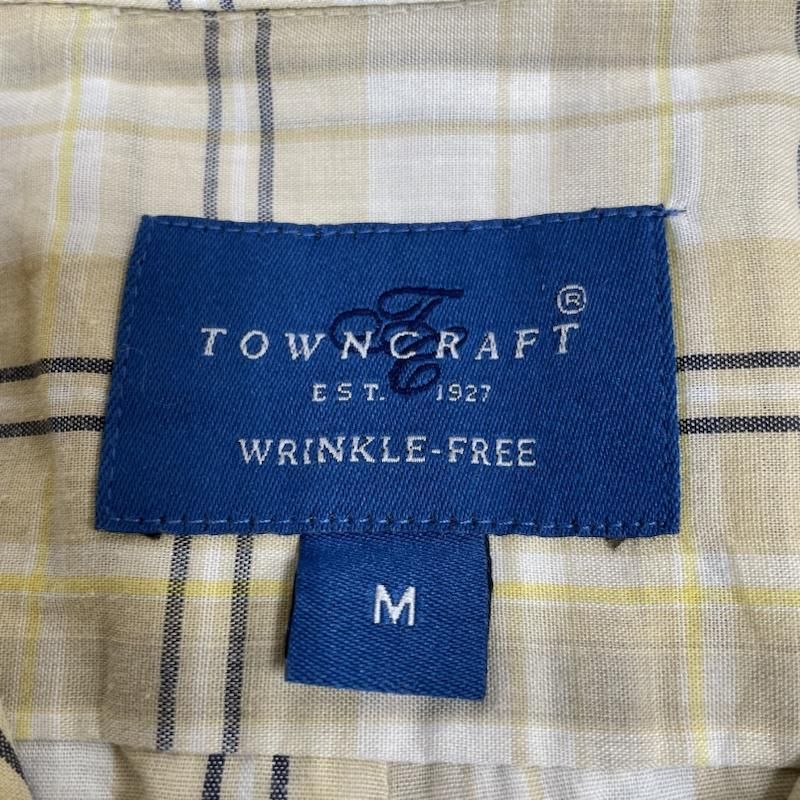 TOWNCRAFT®
EST. 1927
WRINKLE-FREE
M